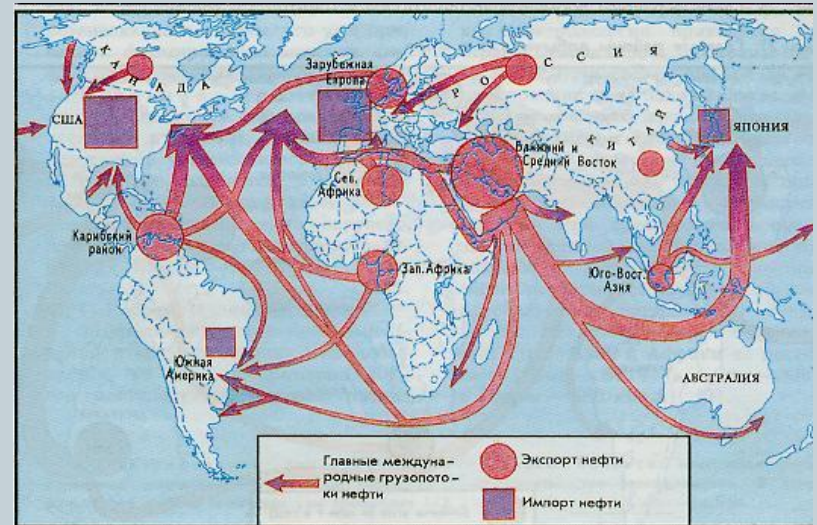 КАНАДА
Зарубежная
Европа
РОССИЯ
США
КИТАЙ
ЯПОНИЯ
Ближний и
Средний Восток
Сев.
Африка
Карибский
район
Зап. Африка
Юго-Вост.
Азия
Южная
Америка
АВСТРАЛИЯ
Главные междуна-
родные грузопото-
ки нефти
Экспорт нефти
Импорт нефти